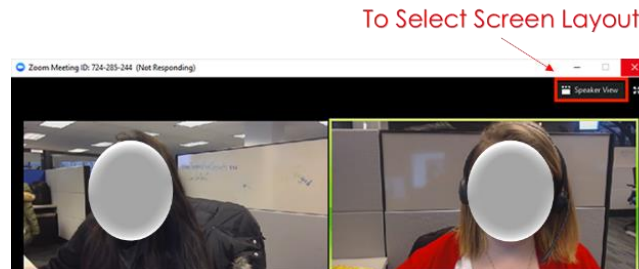 To Select Screen Layout
Zoom Meeting ID: 724-285-244 (Not Responding)
Speaker View